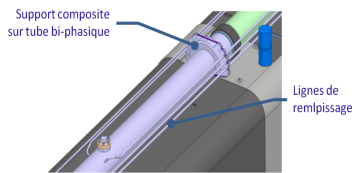 Support composite
sur tube bi-phasique
Lignes de
remlpissage